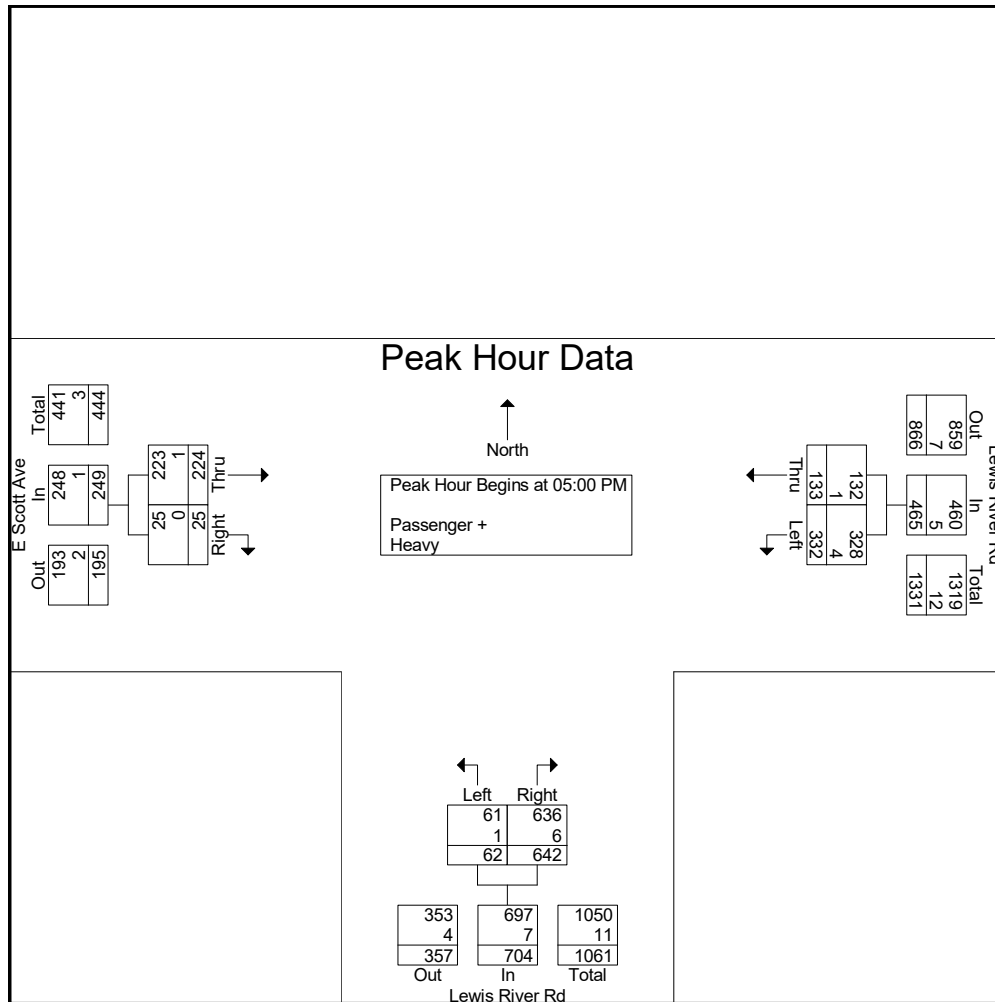 Peak Hour Data
North
Peak Hour Begins at 05:00 PM
Passenger +
Heavy
E Scott Ave
Total
441
3
444
In
248
1
249
Out
193
2
195
Thru
223
1
224
Right
25
0
25
Lewis River Rd
Out
859
7
866
In
460
5
465
Total
1319
12
1331
Thru
132
1
133
Left
328
4
332
Left Right
61 636
1 6
62 642
353 697 1050
4 7 11
357 704 1061
Out In Total
Lewis River Rd